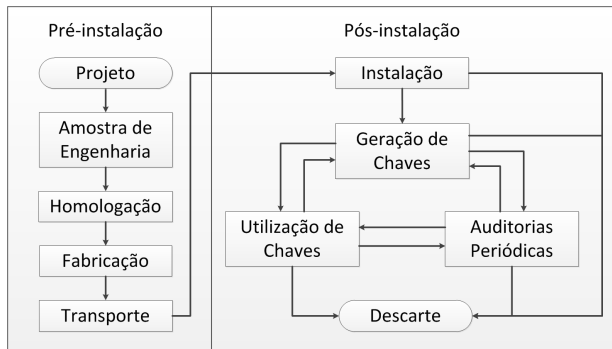 Pré-instalação
Projeto
Amostra de
Engenharia
Homologação
Fabricação
Transporte
Pós-instalação
Instalação
Geração de
Chaves
Utilização de
Chaves
Auditorias
Periódicas
Descarte